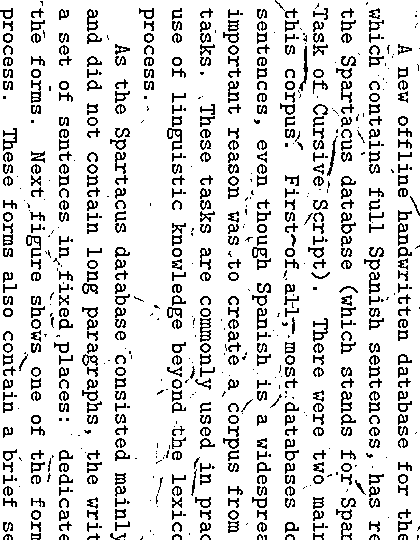 A new offline handwritten database for the
which contains full Spanish sentences, has re
the Spartacus database (which stands for Spar
Task of Cursive Script). There were two main
this corpus. First of all, most databases do
sentences, even though Spanish is a widesprea
important reason was to create a corpus from
tasks. These tasks are commonly used in prac
use of linguistic knowledge beyond the lexico
process.
As the Spartacus database consisted mainly
and did not contain long paragraphs, the writ
a set of sentences in fixed places: dedicate
the forms. Next figure shows one of the form
process. These forms also contain a brief se